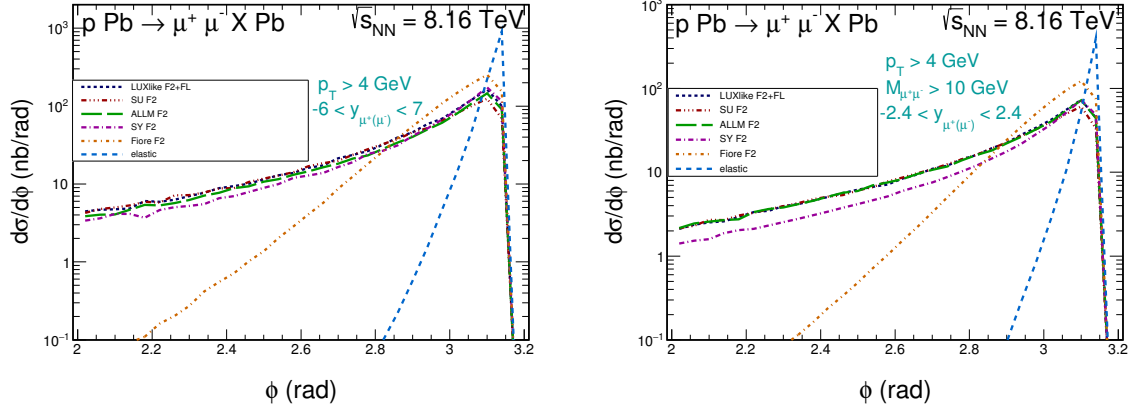 p Pb → μ⁺ μ⁻ X Pb
√s_NN = 8.16 TeV
LUXlike F2+FL
SU F2
ALLM F2
SY F2
Fiore F2
elastic
p_T > 4 GeV
-6 < y_μ⁺(μ⁻) < 7
dσ/dϕ (nb/rad)
10³
10²
10
1
10⁻¹
2 2.2 2.4 2.6 2.8 3 3.2
ϕ (rad)
p Pb → μ⁺ μ⁻ X Pb
√s_NN = 8.16 TeV
p_T > 4 GeV
M_μ⁺μ⁻ > 10 GeV
-2.4 < y_μ⁺(μ⁻) < 2.4
LUXlike F2+FL
SU F2
ALLM F2
SY F2
Fiore F2
elastic
dσ/dϕ (nb/rad)
10³
10²
10
1
10⁻¹
2 2.2 2.4 2.6 2.8 3 3.2
ϕ (rad)